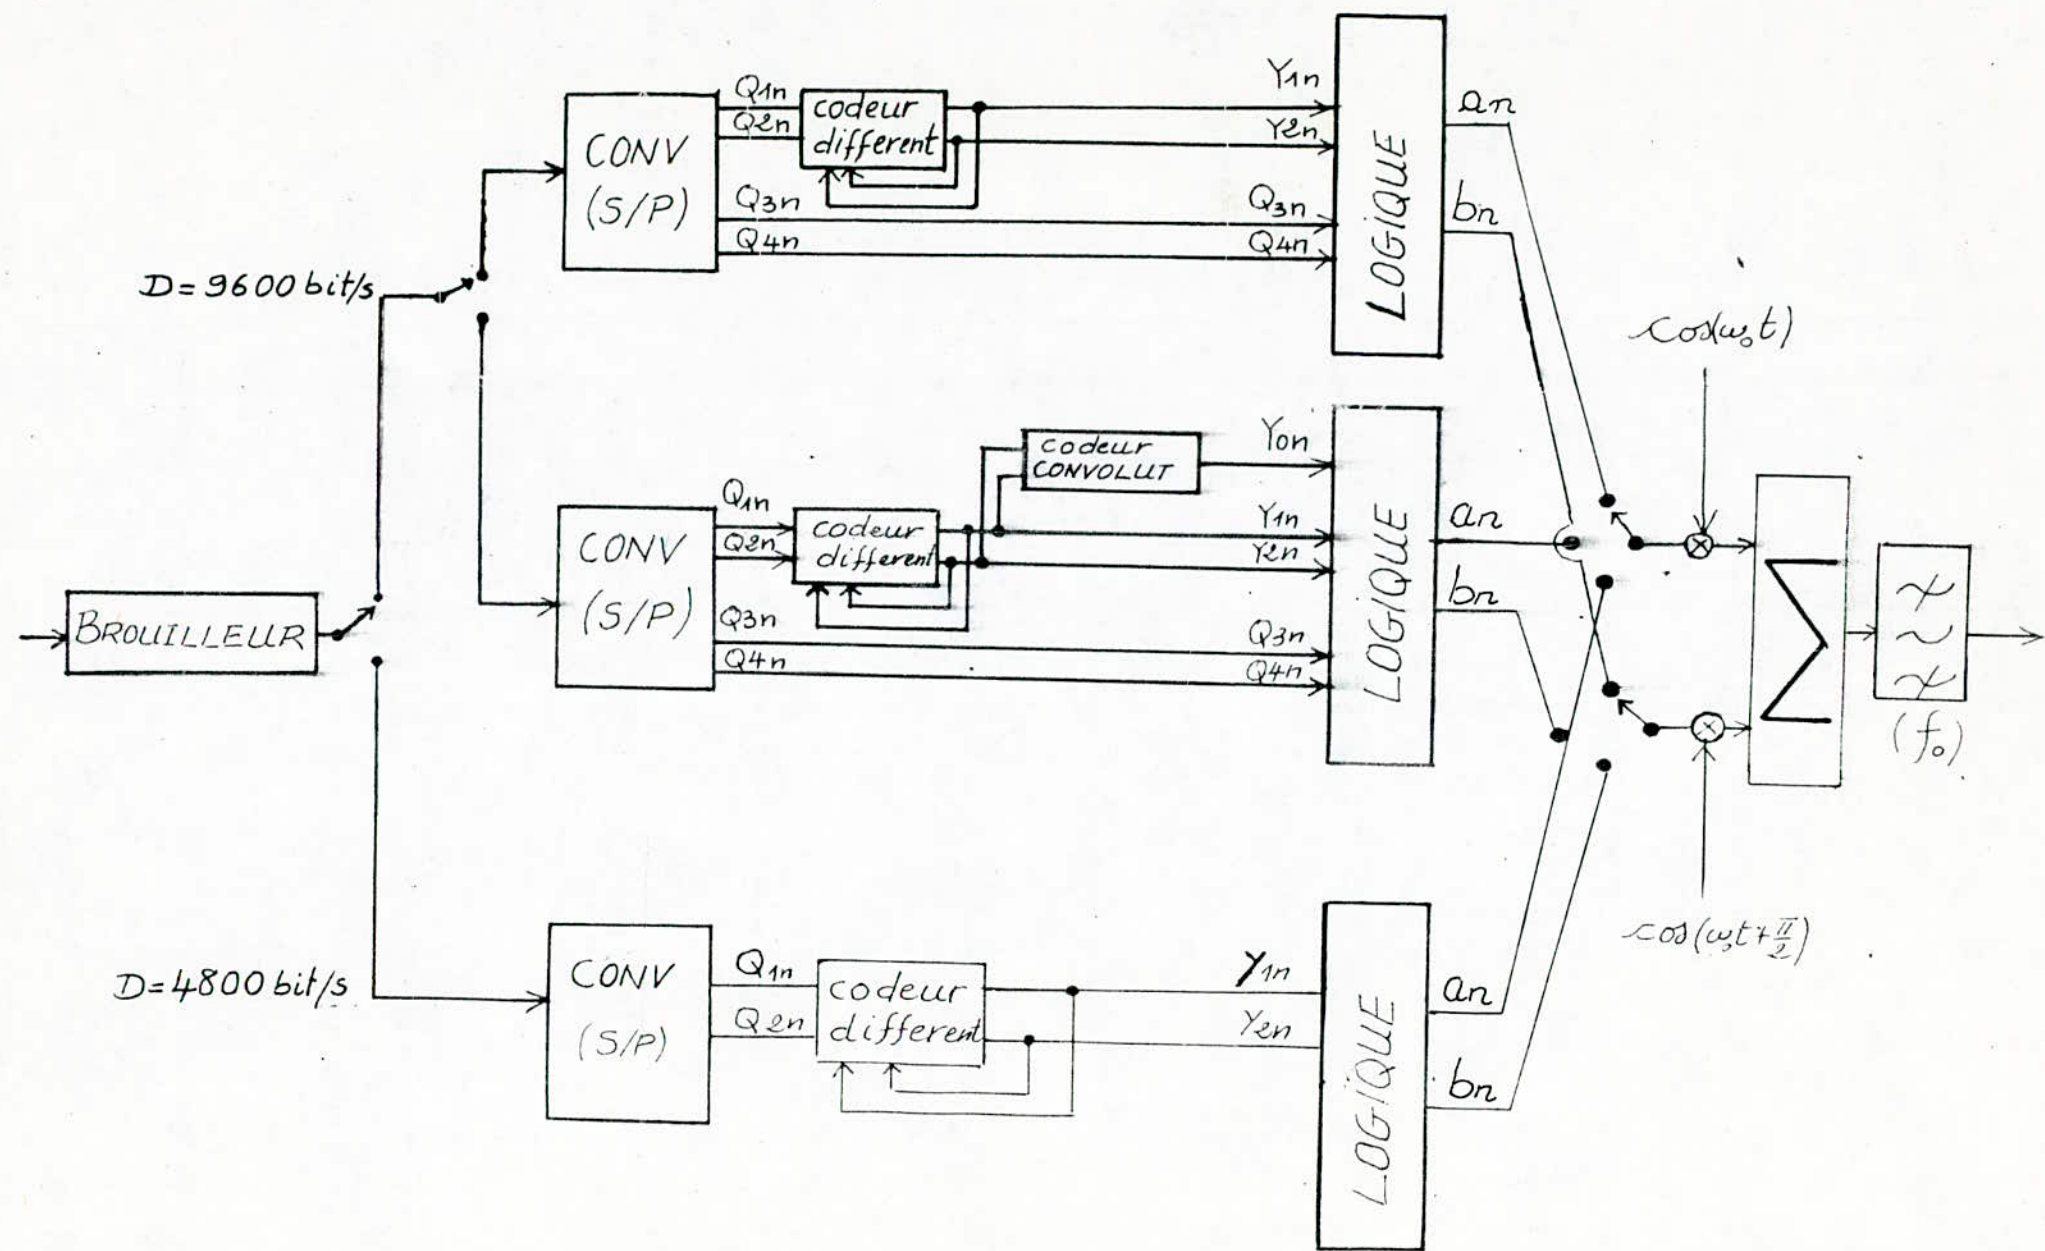 D = 9600 bit/s
CONV
(S/P)
Q1n
Q2n
Q3n
Q4n
codeur
different
Y1n
Y2n
Q3n
Q4n
LOGIQUE
an
bn
cos(ω₀t)
BROUILLEUR
CONV
(S/P)
Q1n
Q2n
Q3n
Q4n
codeur
different
codeur
CONVOLUT
Y0n
Y1n
Y2n
Q3n
Q4n
LOGIQUE
an
bn
Σ
(f₀)
cos(ω₀t+π/2)
D=4800 bit/s
CONV
(S/P)
Q1n
Q2n
codeur
different
Y1n
Y2n
LOGIQUE
an
bn